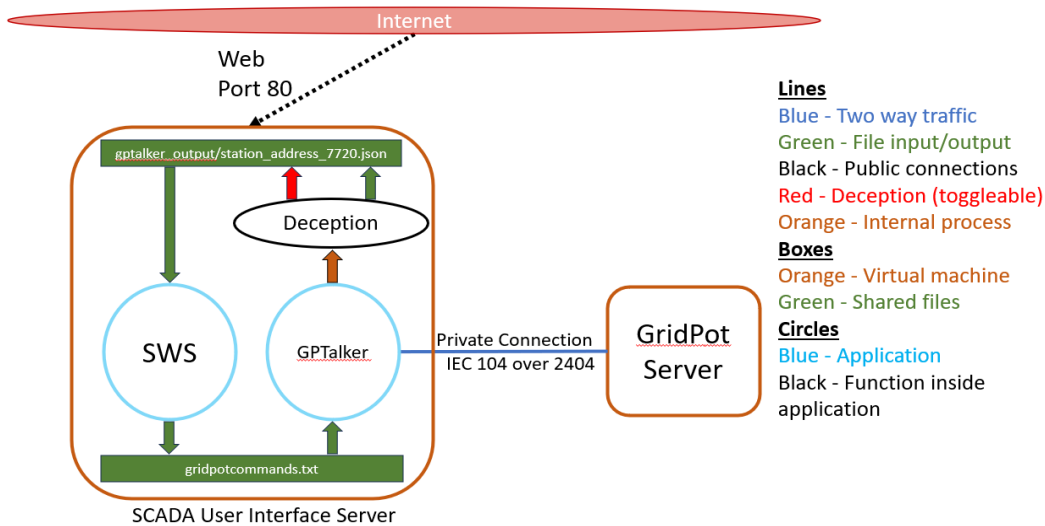 Internet
Web
Port 80
gptalker_output/station_address_7720.json
Deception
SWS
GPTalker
Private Connection
IEC 104 over 2404
GridPot
Server
gridpotcommands.txt
SCADA User Interface Server
Lines
Blue - Two way traffic
Green - File input/output
Black - Public connections
Red - Deception (toggleable)
Orange - Internal process
Boxes
Orange - Virtual machine
Green - Shared files
Circles
Blue - Application
Black - Function inside
application